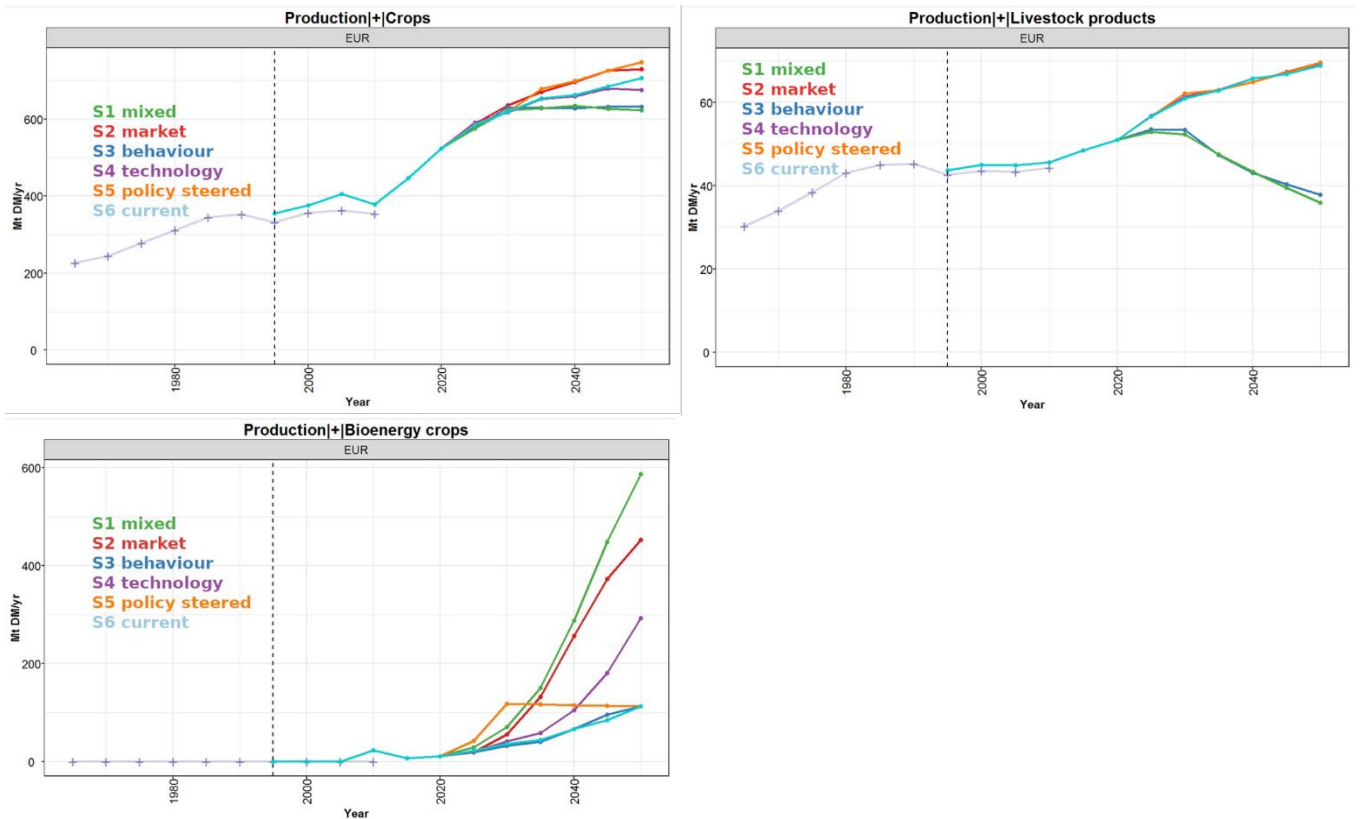 Production|+|Crops
EUR
Mt DM/yr
600
400
200
0
S1 mixed
S2 market
S3 behaviour
S4 technology
S5 policy steered
S6 current
1980
2000
2020
2040
Year
Production|+|Livestock products
EUR
Mt DM/yr
60
40
20
0
S1 mixed
S2 market
S3 behaviour
S4 technology
S5 policy steered
S6 current
1980
2000
2020
2040
Year
Production|+|Bioenergy crops
EUR
Mt DM/yr
600
400
200
0
S1 mixed
S2 market
S3 behaviour
S4 technology
S5 policy steered
S6 current
1980
2000
2020
2040
Year